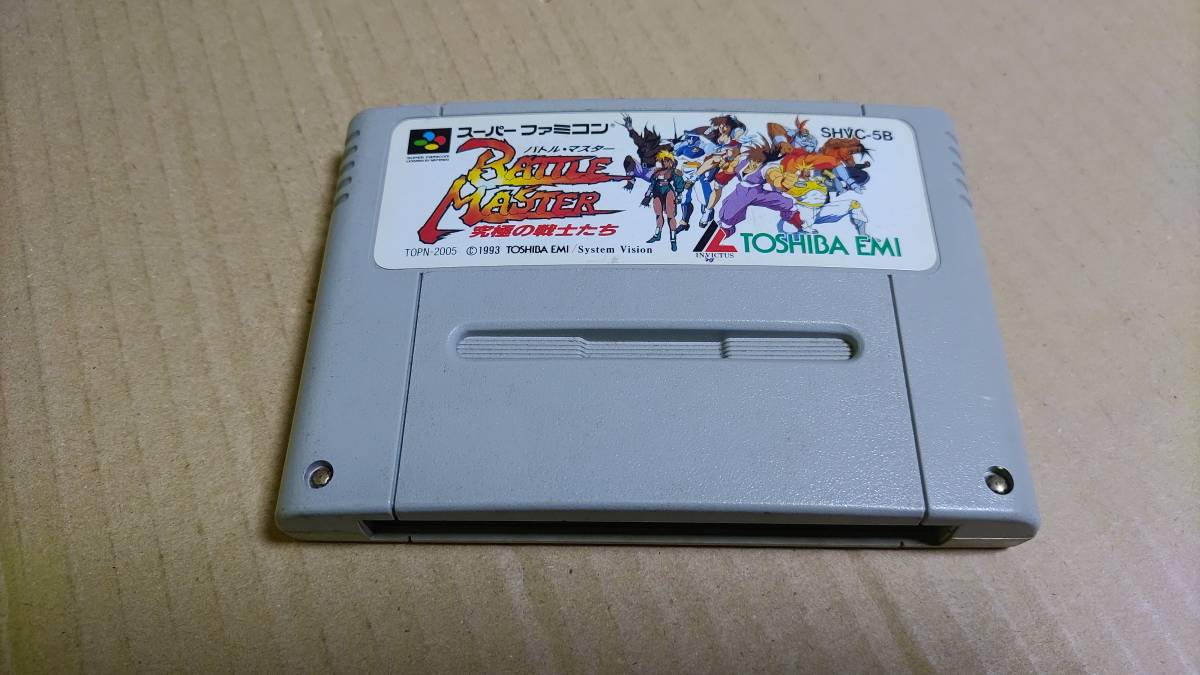 スーパーファミコン
SHVC-5B
バトル・マスター
BATTLE
MASTER
究極の戦士たち
TOPN-2005 ©1993 TOSHIBA EMI/System Vision
INVICTUS
TOSHIBA EMI